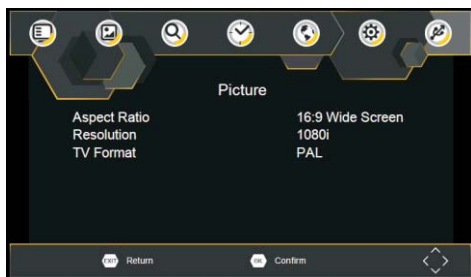 Picture
Aspect Ratio 16:9 Wide Screen
Resolution 1080i
TV Format PAL
EXIT Return OK Confirm